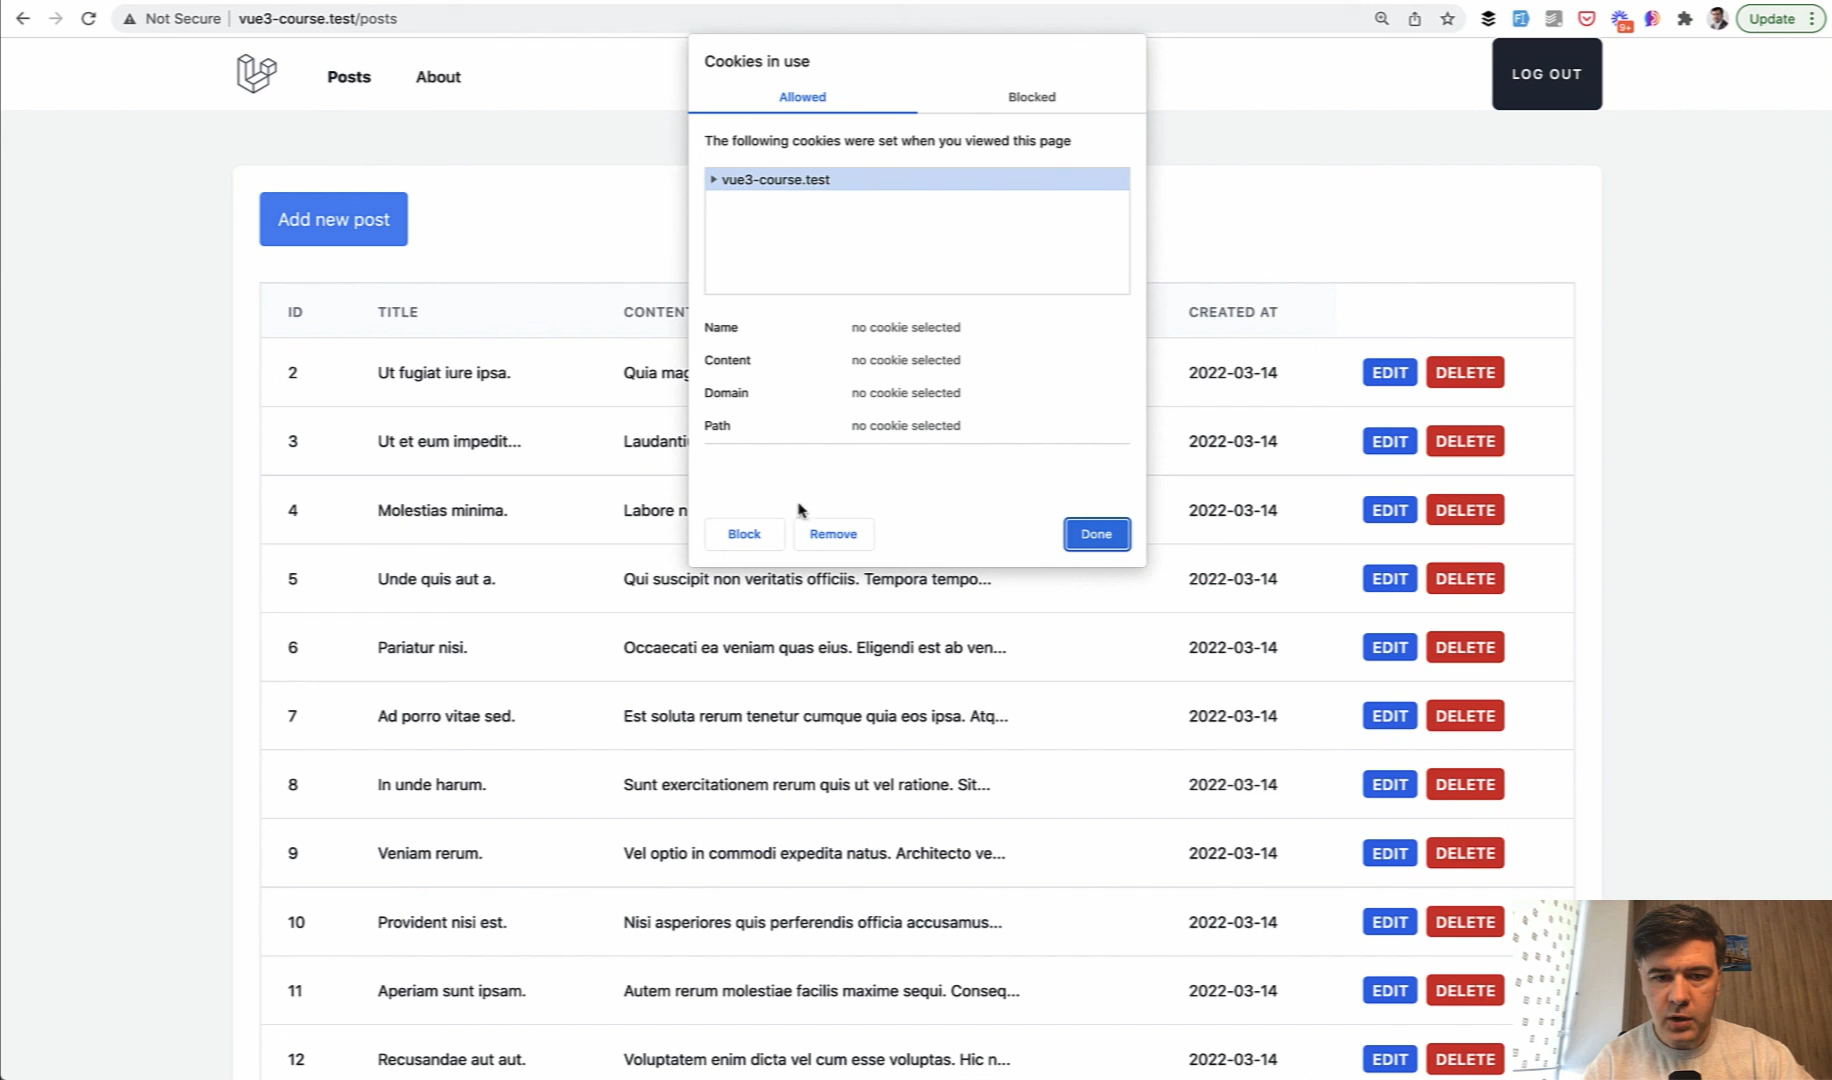 Not Secure vue3-course.test/posts 9+ Update
Posts About LOG OUT
Cookies in use
Allowed Blocked
The following cookies were set when you viewed this page
vue3-course.test
Name no cookie selected
Content no cookie selected
Domain no cookie selected
Path no cookie selected
Block Remove Done
Add new post
ID TITLE CONTENT CREATED AT
2 Ut fugiat iure ipsa. Quia mag 2022-03-14 EDIT DELETE
3 Ut et eum impedit... Laudanti 2022-03-14 EDIT DELETE
4 Molestias minima. Labore n 2022-03-14 EDIT DELETE
5 Unde quis aut a. Qui suscipit non veritatis officiis. Tempora tempo... 2022-03-14 EDIT DELETE
6 Pariatur nisi. Occaecati ea veniam quas eius. Eligendi est ab ven... 2022-03-14 EDIT DELETE
7 Ad porro vitae sed. Est soluta rerum tenetur cumque quia eos ipsa. Atq... 2022-03-14 EDIT DELETE
8 In unde harum. Sunt exercitationem rerum quis ut vel ratione. Sit... 2022-03-14 EDIT DELETE
9 Veniam rerum. Vel optio in commodi expedita natus. Architecto ve... 2022-03-14 EDIT DELETE
10 Provident nisi est. Nisi asperiores quis perferendis officia accusamus... 2022-03-14 EDIT DELETE
11 Aperiam sunt ipsam. Autem rerum molestiae facilis maxime sequi. Conseq... 2022-03-14 EDIT DELETE
12 Recusandae aut aut. Voluptatem enim dicta vel cum esse voluptas. Hic n... 2022-03-14 EDIT DELETE